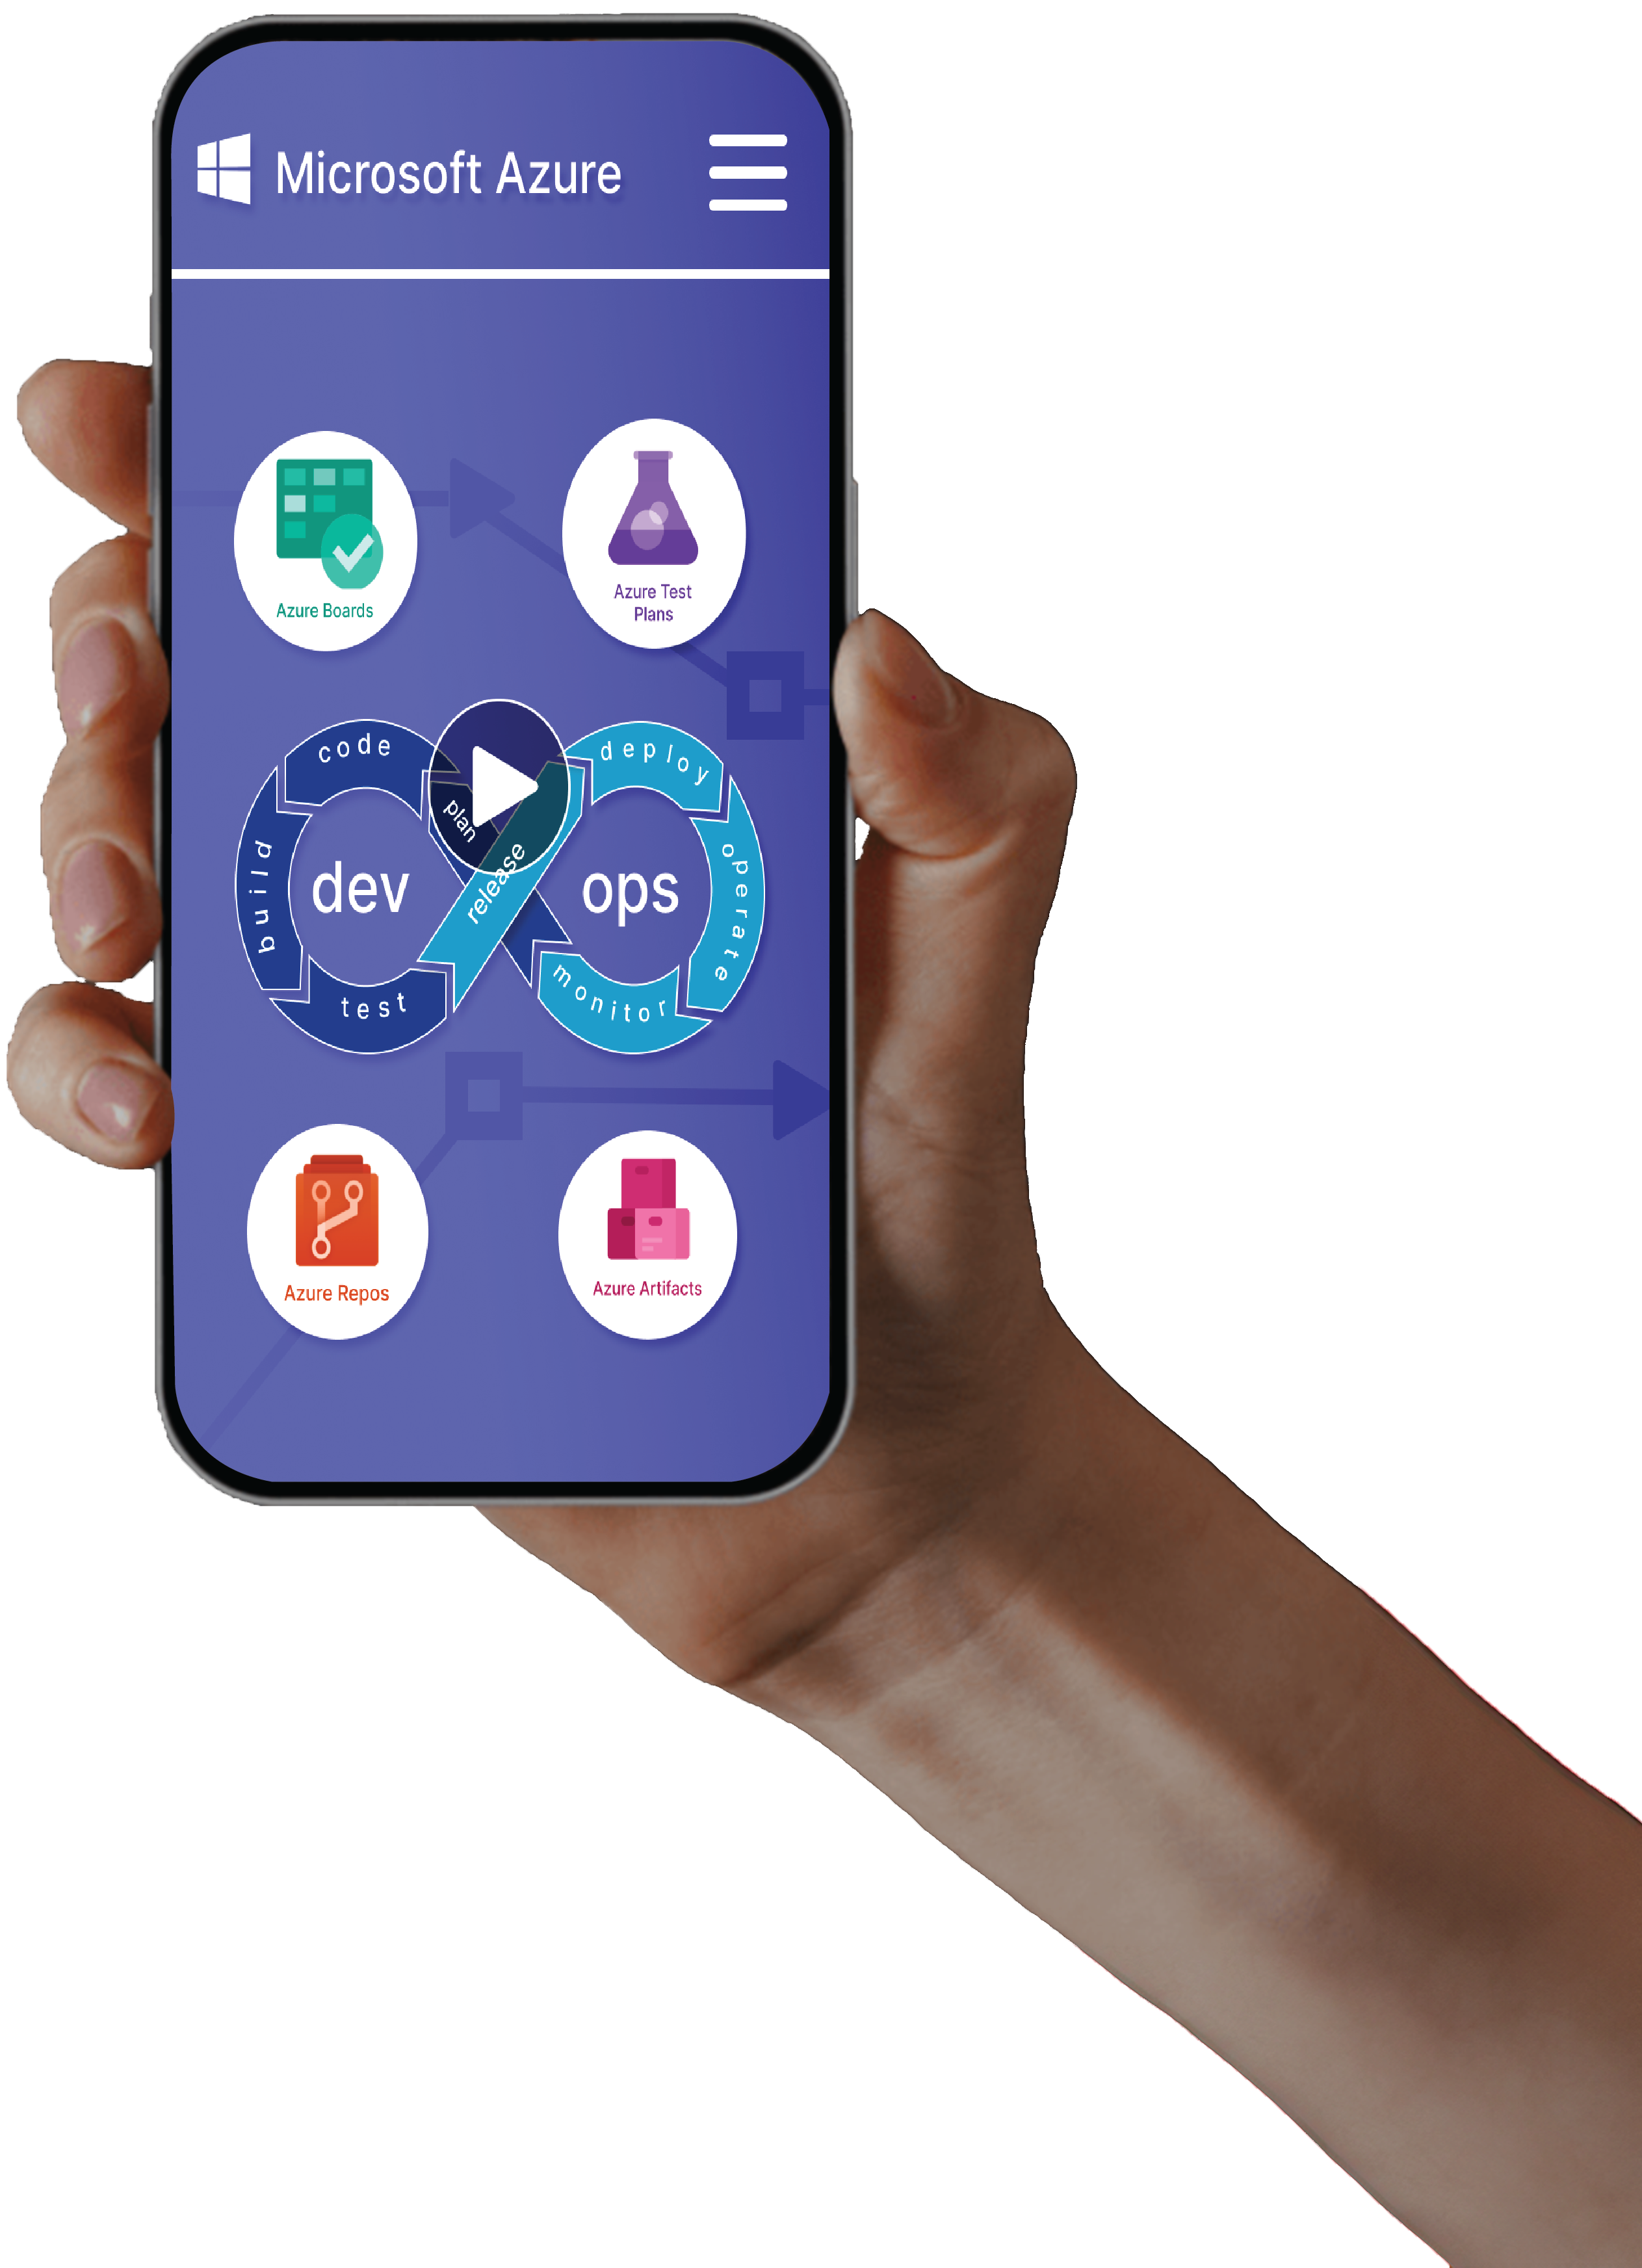 Microsoft Azure
Azure Boards
Azure Test
Plans
code
deploy
plan
build
dev
release
ops
operate
test
monitor
Azure Repos
Azure Artifacts